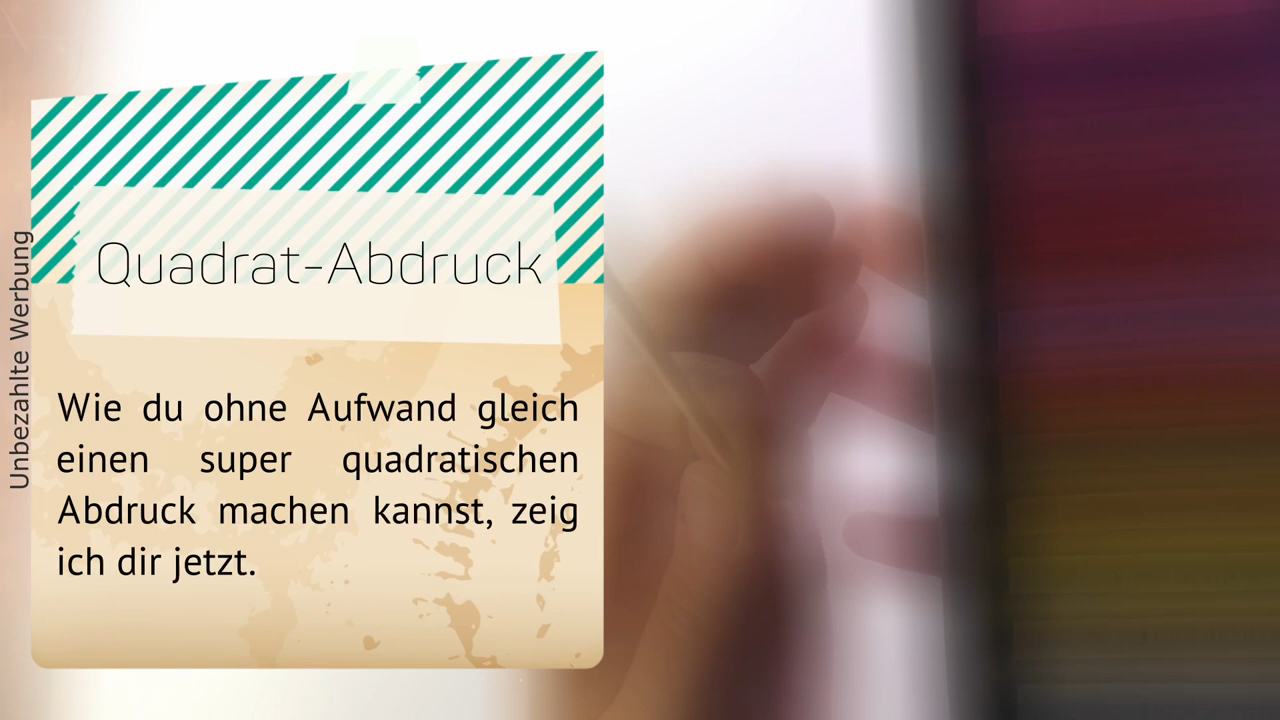 Unbezahlte Werbung
Quadrat-Abdruck
Wie du ohne Aufwand gleich
einen super quadratischen
Abdruck machen kannst, zeig
ich dir jetzt.